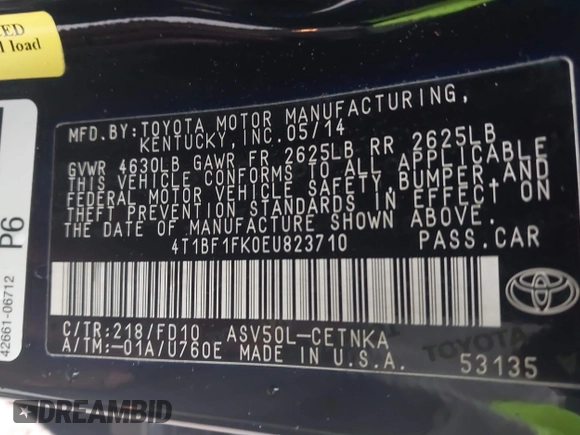 ED
l load
P6
42661-06712
MFD.BY: TOYOTA MOTOR MANUFACTURING,
KENTUCKY, INC. 05/14
GVWR 4630LB GAWR FR 2625LB RR 2625LB
THIS VEHICLE CONFORMS TO ALL APPLICABLE
FEDERAL MOTOR VEHICLE SAFETY, BUMPER, AND
THEFT PREVENTION STANDARDS IN EFFECT ON
THE DATE OF MANUFACTURE SHOWN ABOVE.
4T1BF1FK0EU823710 PASS.CAR
C/TR:218/FD10 ASV50L-CETNKA
A/TM:-01A/U760E MADE IN U.S.A.
53135
TOYOTA
DREAMBID